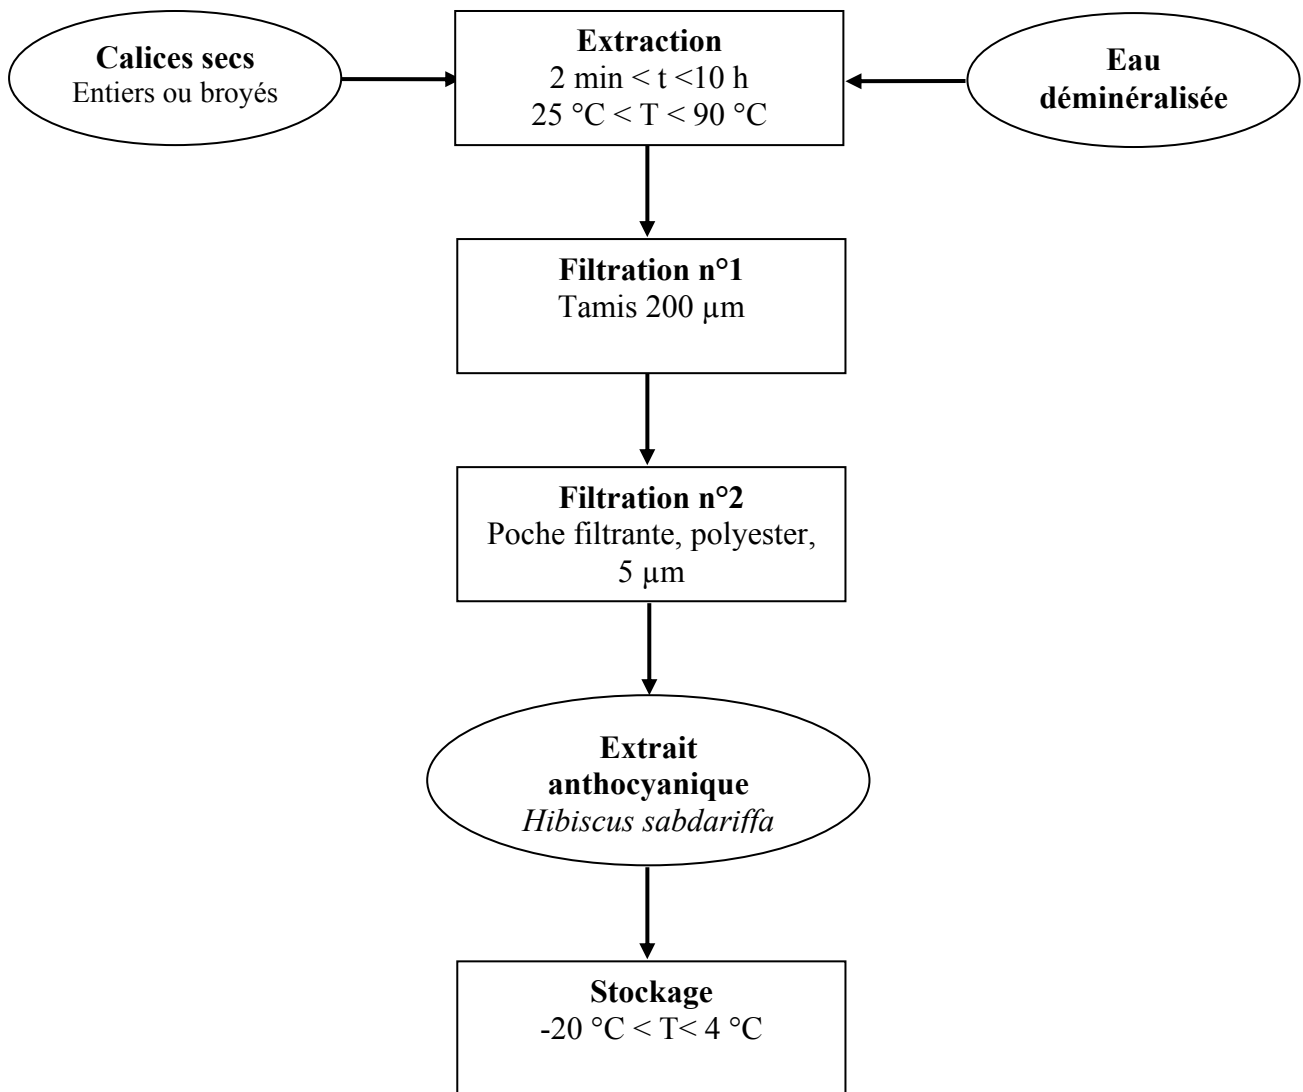 Calices secs
Entiers ou broyés
Extraction
2 min < t <10 h
25 °C < T < 90 °C
Eau
déminéralisée
Filtration n°1
Tamis 200 µm
Filtration n°2
Poche filtrante, polyester,
5 µm
Extrait
anthocyanique
Hibiscus sabdariffa
Stockage
-20 °C < T< 4 °C